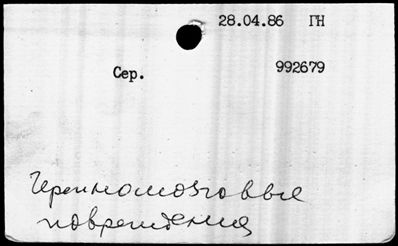 28.04.86 ГН
Сер. 992679
Черепномозговые
повреждения